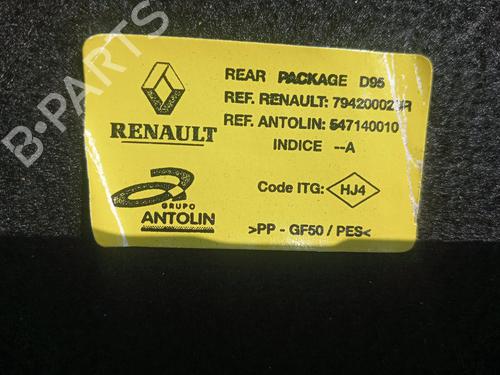 B-PARTS
RENAULT
REAR PACKAGE D95
REF. RENAULT:
REF. ANTOLIN: 547140010
INDICE --A
GRUPO
ANTOLIN
Code ITG: HJ4
>PP - GF50 / PES<